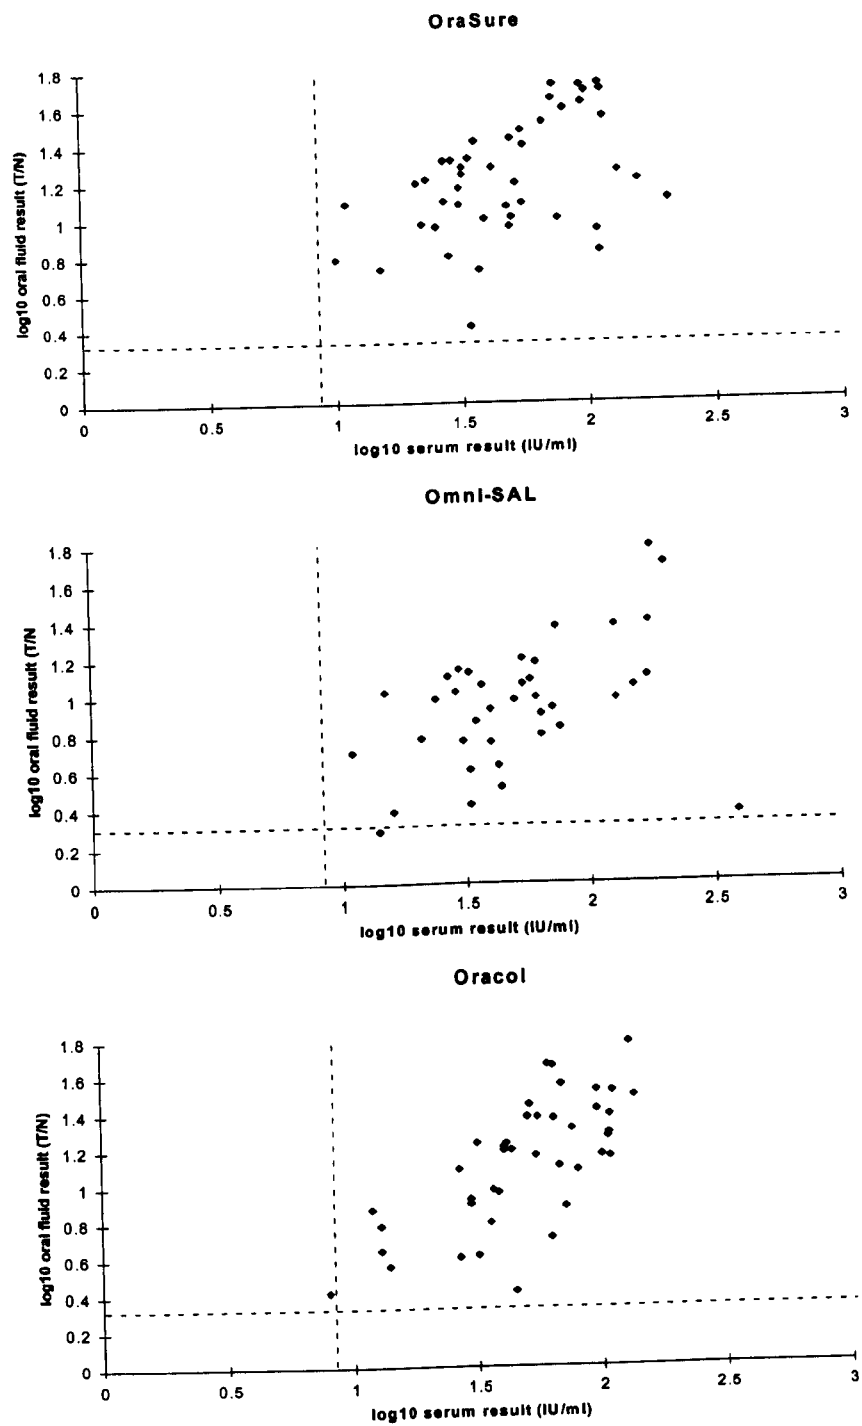 OraSure
1.8
1.6
1.4
1.2
1
0.8
0.6
0.4
0.2
0
log10 oral fluid result (T/N)
0 0.5 1 1.5 2 2.5 3
log10 serum result (IU/ml)
Omni-SAL
1.8
1.6
1.4
1.2
1
0.8
0.6
0.4
0.2
0
log10 oral fluid result (T/N
0 0.5 1 1.5 2 2.5 3
log10 serum result (IU/ml)
Oracol
1.8
1.6
1.4
1.2
1
0.8
0.6
0.4
0.2
0
log10 oral fluid result (T/N)
0 0.5 1 1.5 2 2.5 3
log10 serum result (IU/ml)